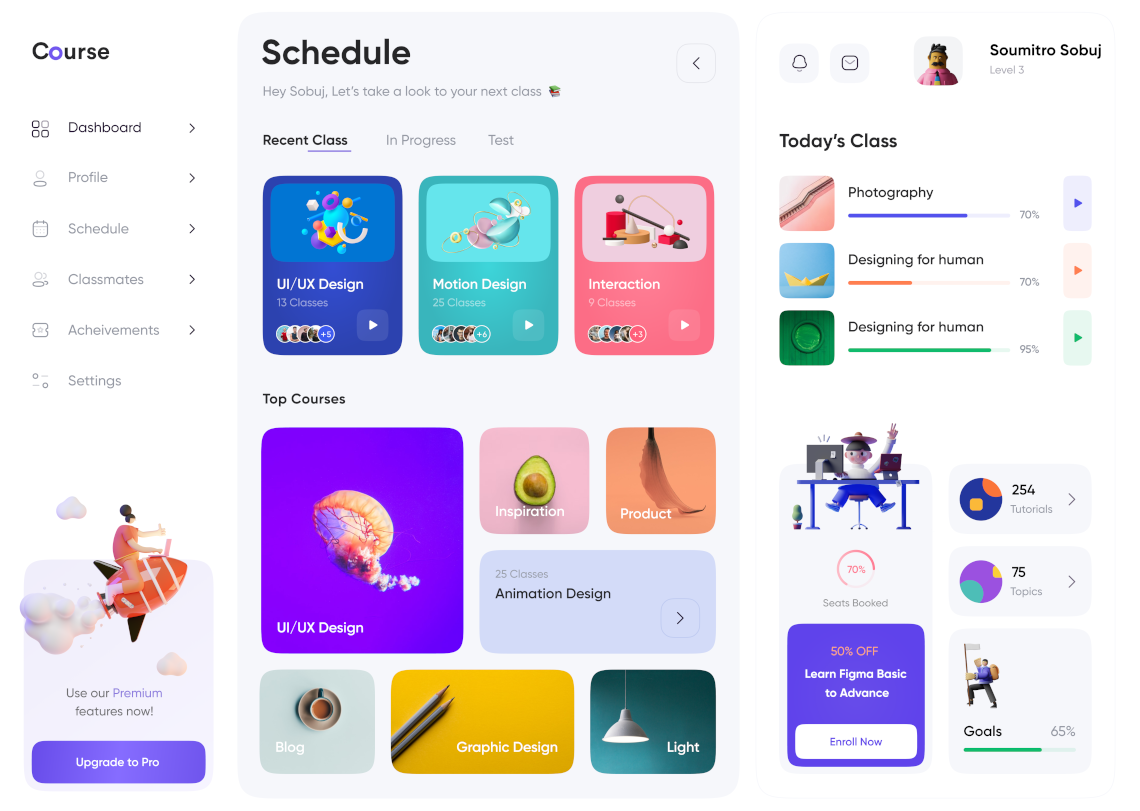 Course
Dashboard
Profile
Schedule
Classmates
Acheivements
Settings
Use our Premium
features now!
Upgrade to Pro
Schedule
Hey Sobuj, Let’s take a look to your next class
Recent Class
In Progress
Test
UI/UX Design
13 Classes
+5
Motion Design
25 Classes
+6
Interaction
9 Classes
+3
Top Courses
UI/UX Design
Inspiration
Product
25 Classes
Animation Design
Blog
Graphic Design
Light
Soumitro Sobuj
Level 3
Today’s Class
Photography
70%
Designing for human
70%
Designing for human
95%
70%
Seats Booked
50% OFF
Learn Figma Basic
to Advance
Enroll Now
254
Tutorials
75
Topics
Goals
65%